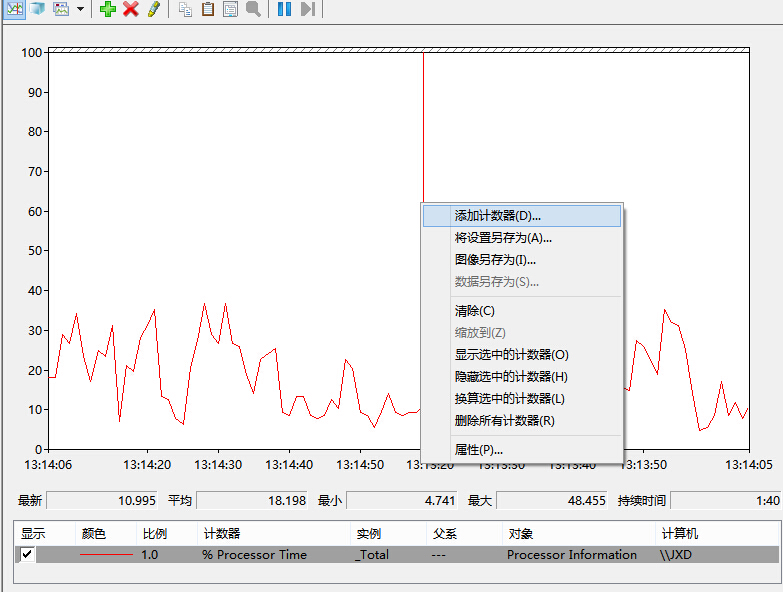 100
90
80
70
60
50
40
30
20
10
0
添加计数器(D)...
将设置另存为(A)...
图像另存为(I)...
数据另存为(S)...
清除(C)
缩放到(Z)
显示选中的计数器(O)
隐藏选中的计数器(H)
换算选中的计数器(L)
删除所有计数器(R)
属性(P)...
13:14:06 13:14:20 13:14:30 13:14:40 13:14:50 13:13:20 13:13:30 13:13:40 13:13:50 13:14:05
最新 10.995 平均 18.198 最小 4.741 最大 48.455 持续时间 1:40
显示 颜色 比例 计数器 实例 父系 对象 计算机
1.0 % Processor Time _Total --- Processor Information \\JXD